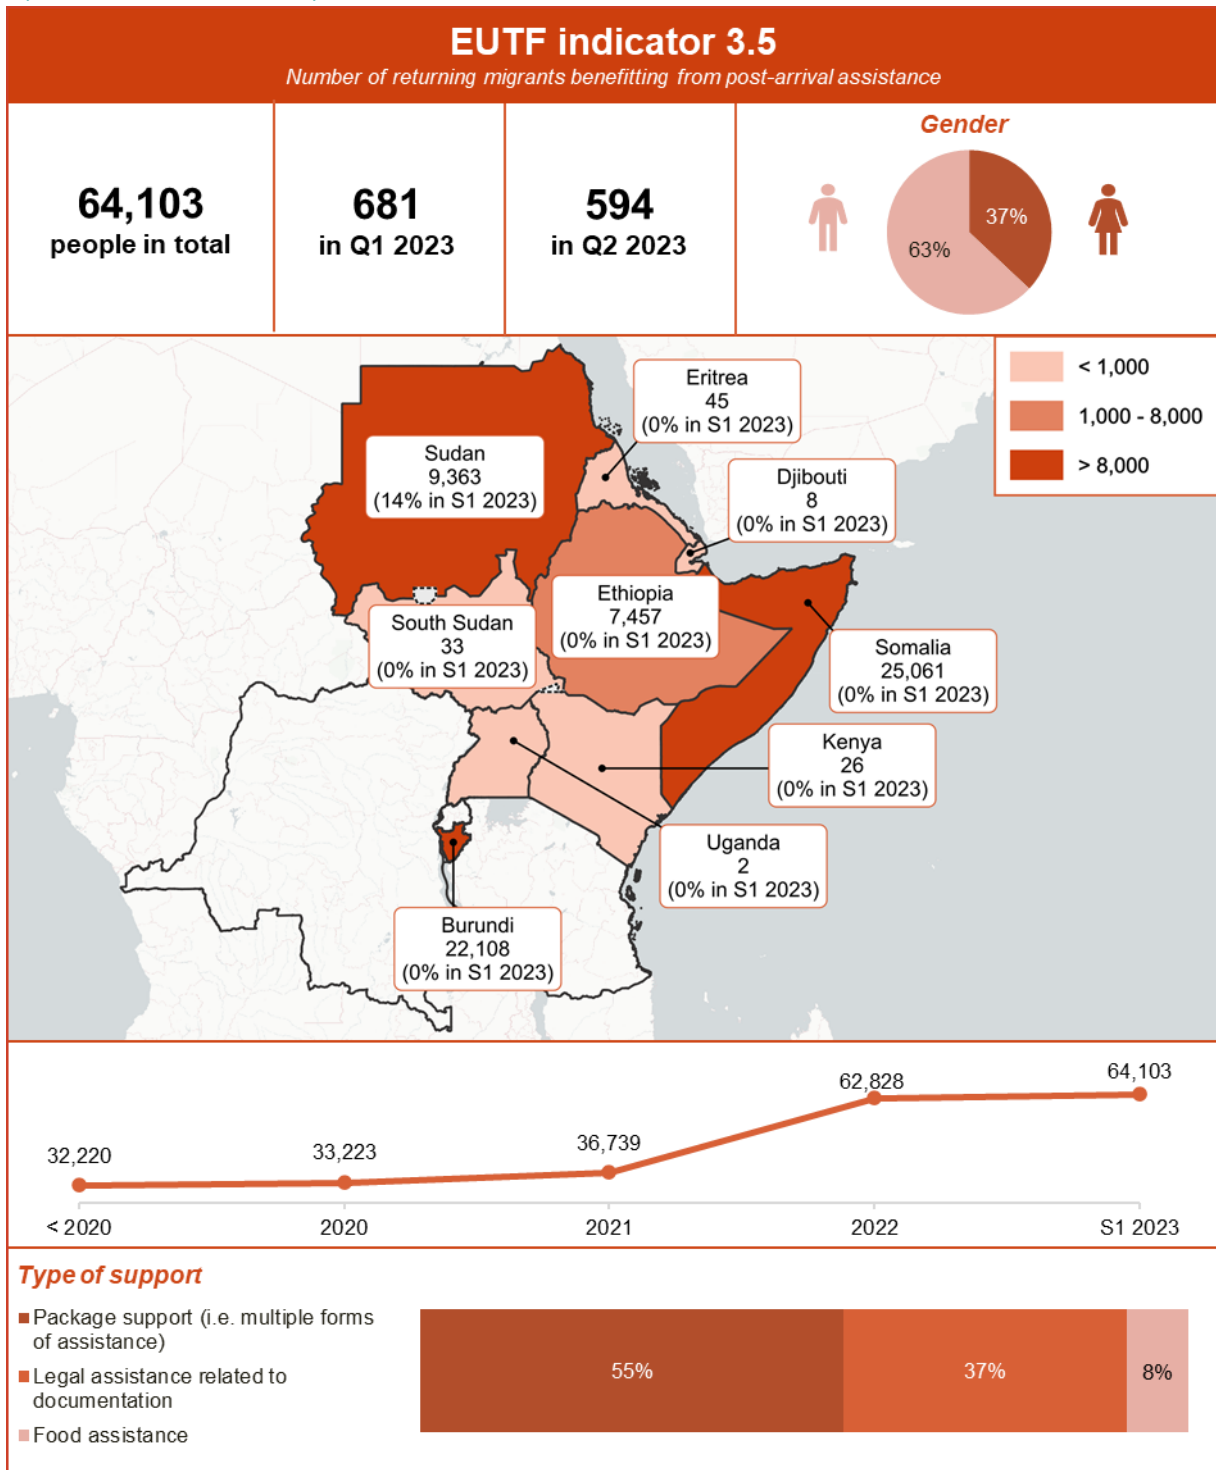 EUTF indicator 3.5
Number of returning migrants benefitting from post-arrival assistance
64,103
people in total
681
in Q1 2023
594
in Q2 2023
Gender
37%
63%
< 1,000
1,000 - 8,000
> 8,000
Eritrea
45
(0% in S1 2023)
Sudan
9,363
(14% in S1 2023)
Djibouti
8
(0% in S1 2023)
Ethiopia
7,457
(0% in S1 2023)
South Sudan
33
(0% in S1 2023)
Somalia
25,061
(0% in S1 2023)
Kenya
26
(0% in S1 2023)
Uganda
2
(0% in S1 2023)
Burundi
22,108
(0% in S1 2023)
32,220
33,223
36,739
62,828
64,103
< 2020
2020
2021
2022
S1 2023
Type of support
Package support (i.e. multiple forms
of assistance)
Legal assistance related to
documentation
Food assistance
55%
37%
8%